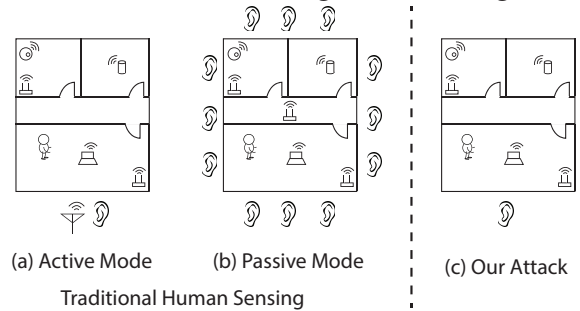 (a) Active Mode
(b) Passive Mode
(c) Our Attack
Traditional Human Sensing